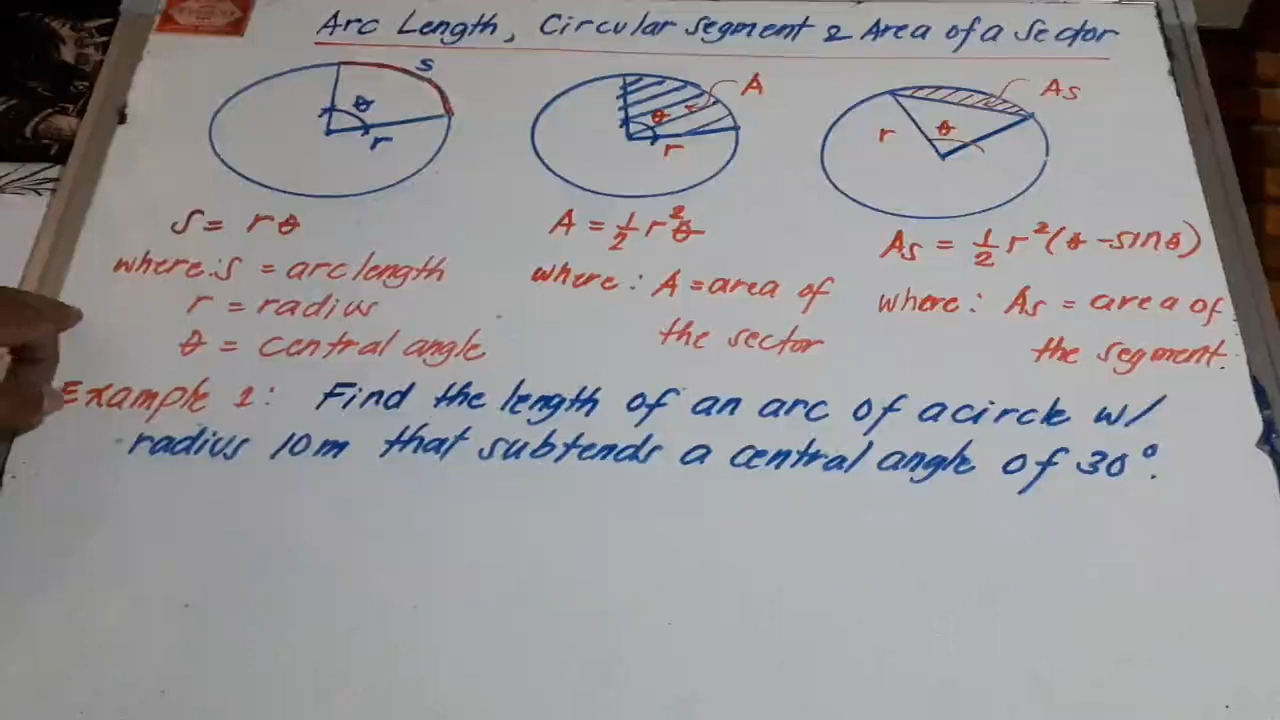 Arc Length, Circular Segment & Area of a Sector
S
θ
r
A
θ
r
As
r
θ
S = rθ
where: S = arc length
r = radius
θ = central angle
A = 1/2 r²θ
where: A = area of
the sector
As = 1/2 r² (θ - sin θ)
where: As = area of
the segment.
Example 1: Find the length of an arc of a circle w/
radius 10m that subtends a central angle of 30°.